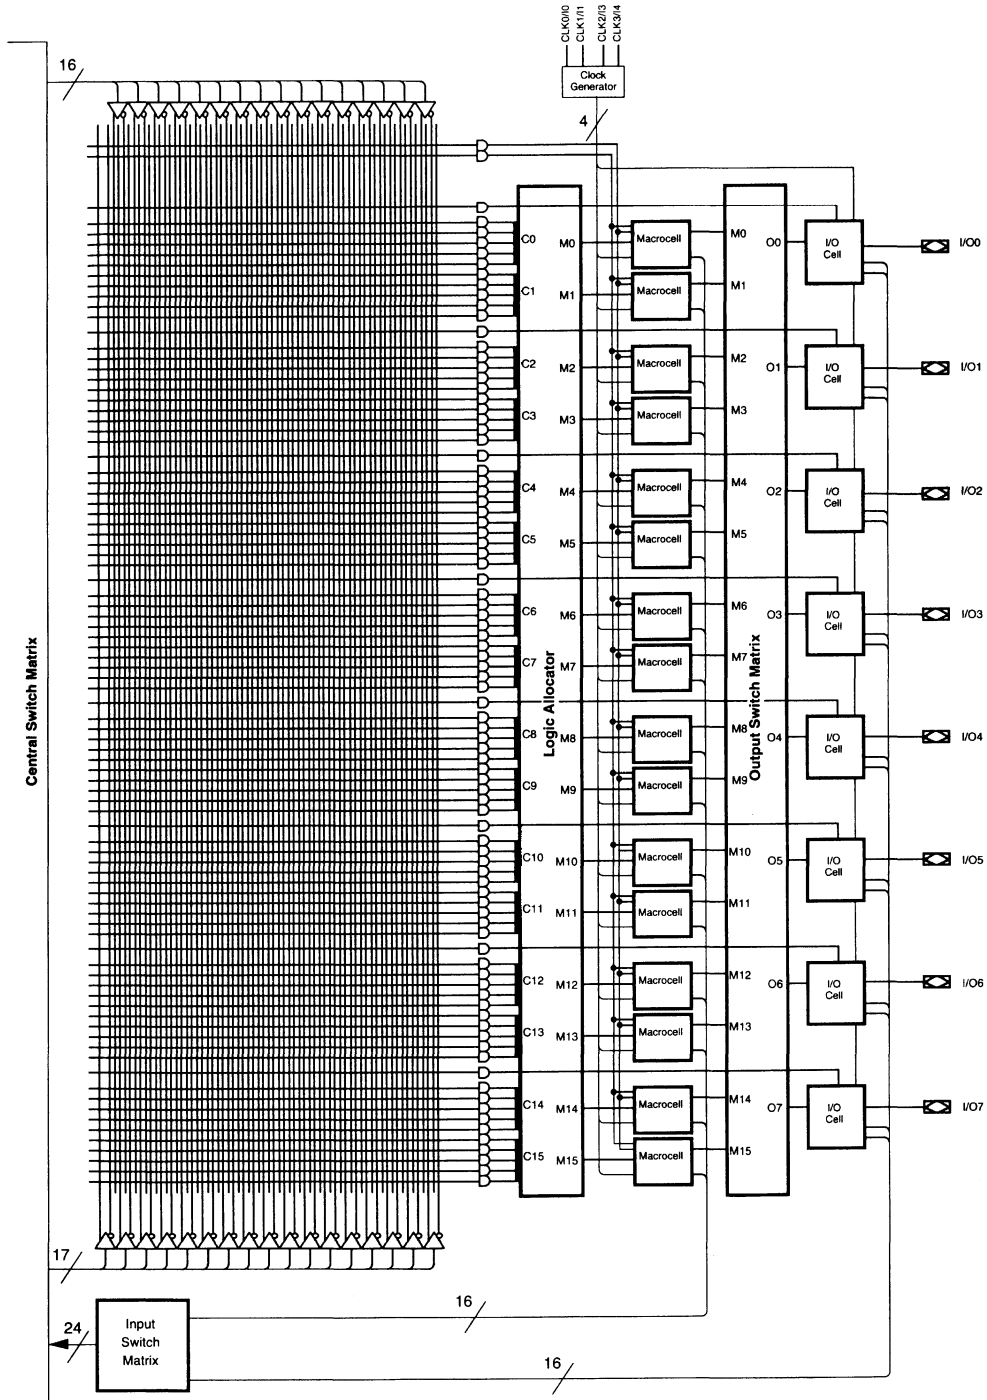 CLK0/I0
CLK1/I1
CLK2/I3
CLK3/I4
Clock
Generator
16
4
Central Switch Matrix
Logic Allocator
Output Switch Matrix
C0
M0
Macrocell
M0
O0
I/O
Cell
I/O0
C1
M1
Macrocell
M1
C2
M2
Macrocell
M2
O1
I/O
Cell
I/O1
C3
M3
Macrocell
M3
C4
M4
Macrocell
M4
O2
I/O
Cell
I/O2
C5
M5
Macrocell
M5
C6
M6
Macrocell
M6
O3
I/O
Cell
I/O3
C7
M7
Macrocell
M7
C8
M8
Macrocell
M8
O4
I/O
Cell
I/O4
C9
M9
Macrocell
M9
C10
M10
Macrocell
M10
O5
I/O
Cell
I/O5
C11
M11
Macrocell
M11
C12
M12
Macrocell
M12
O6
I/O
Cell
I/O6
C13
M13
Macrocell
M13
C14
M14
Macrocell
M14
O7
I/O
Cell
I/O7
C15
M15
Macrocell
M15
17
24
Input
Switch
Matrix
16
16